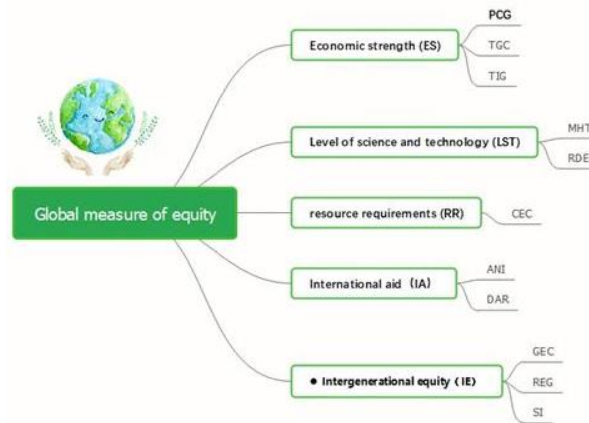 PCG
Economic strength (ES)
TGC
TIG
MHT
Level of science and technology (LST)
RDE
Global measure of equity
resource requirements (RR)
CEC
ANI
International aid (IA)
DAR
GEC
● Intergenerational equity (IE)
REG
SI